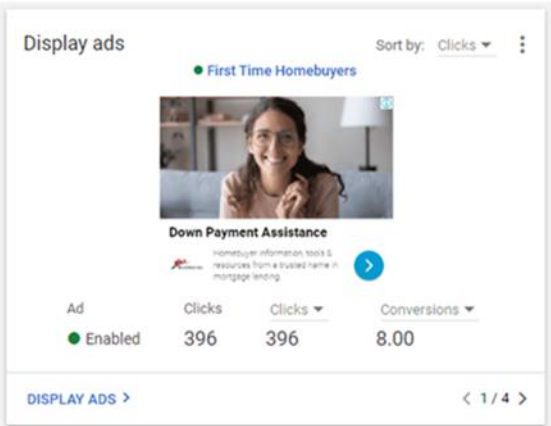 Display ads
Sort by: Clicks
First Time Homebuyers
Down Payment Assistance
Homebuyer information, tools &
resources from a trusted name in
mortgage lending.
Ad Clicks Clicks Conversions
Enabled 396 396 8.00
DISPLAY ADS > < 1 / 4 >